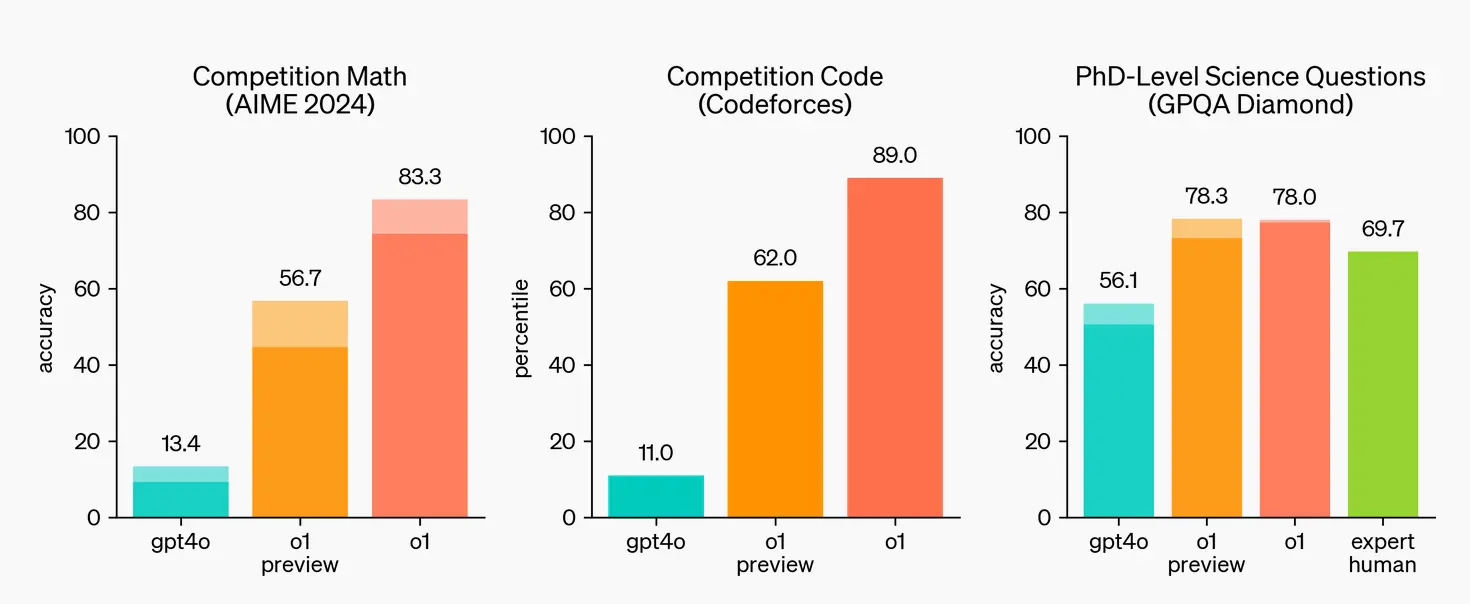 Competition Math
(AIME 2024)
100
80
60
40
20
0
accuracy
13.4
56.7
83.3
gpt4o
o1
preview
o1
Competition Code
(Codeforces)
100
80
60
40
20
0
percentile
11.0
62.0
89.0
gpt4o
o1
preview
o1
PhD-Level Science Questions
(GPQA Diamond)
100
80
60
40
20
0
accuracy
56.1
78.3
78.0
69.7
gpt4o
o1
preview
o1
expert
human